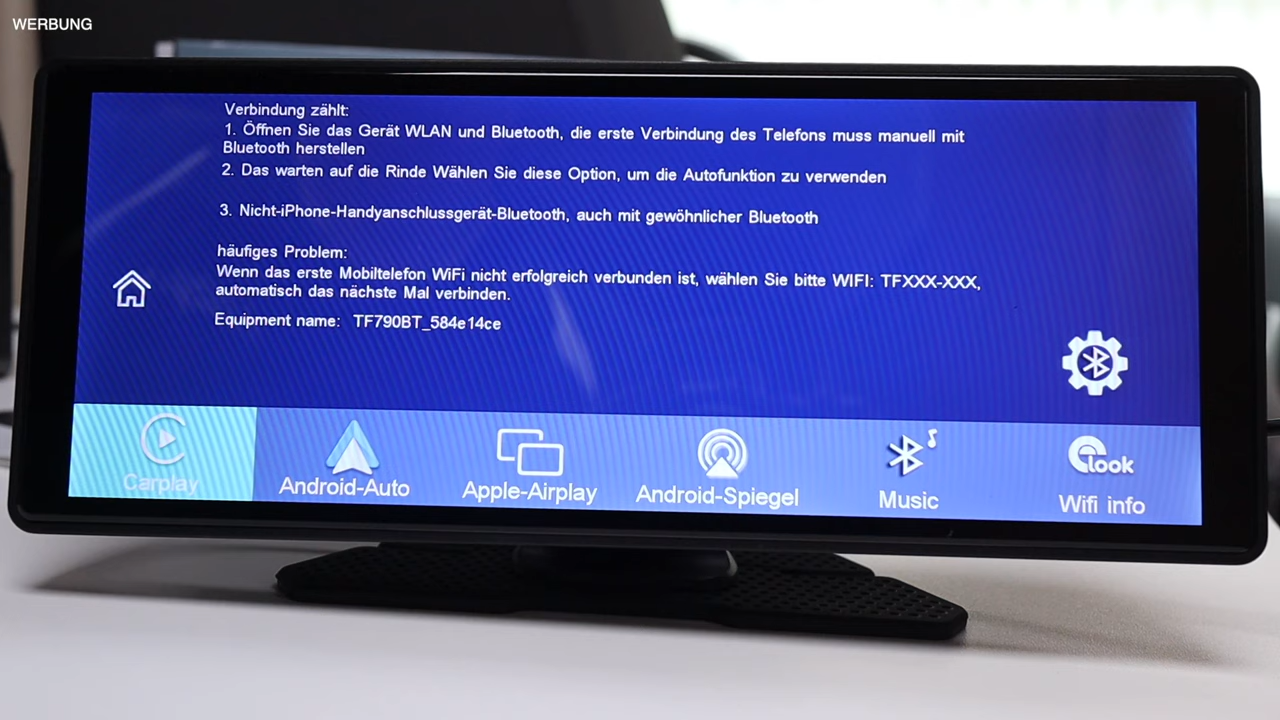 WERBUNG
Verbindung zählt:
1. Öffnen Sie das Gerät WLAN und Bluetooth, die erste Verbindung des Telefons muss manuell mit
Bluetooth herstellen
2. Das warten auf die Rinde Wählen Sie diese Option, um die Autofunktion zu verwenden
3. Nicht-iPhone-Handyanschlussgerät-Bluetooth, auch mit gewöhnlicher Bluetooth
häufiges Problem:
Wenn das erste Mobiltelefon WiFi nicht erfolgreich verbunden ist, wählen Sie bitte WIFI: TFXXX-XXX,
automatisch das nächste Mal verbinden.
Equipment name: TF790BT_584e14ce
Carplay
Android-Auto
Apple-Airplay
Android-Spiegel
Music
elook
Wifi info